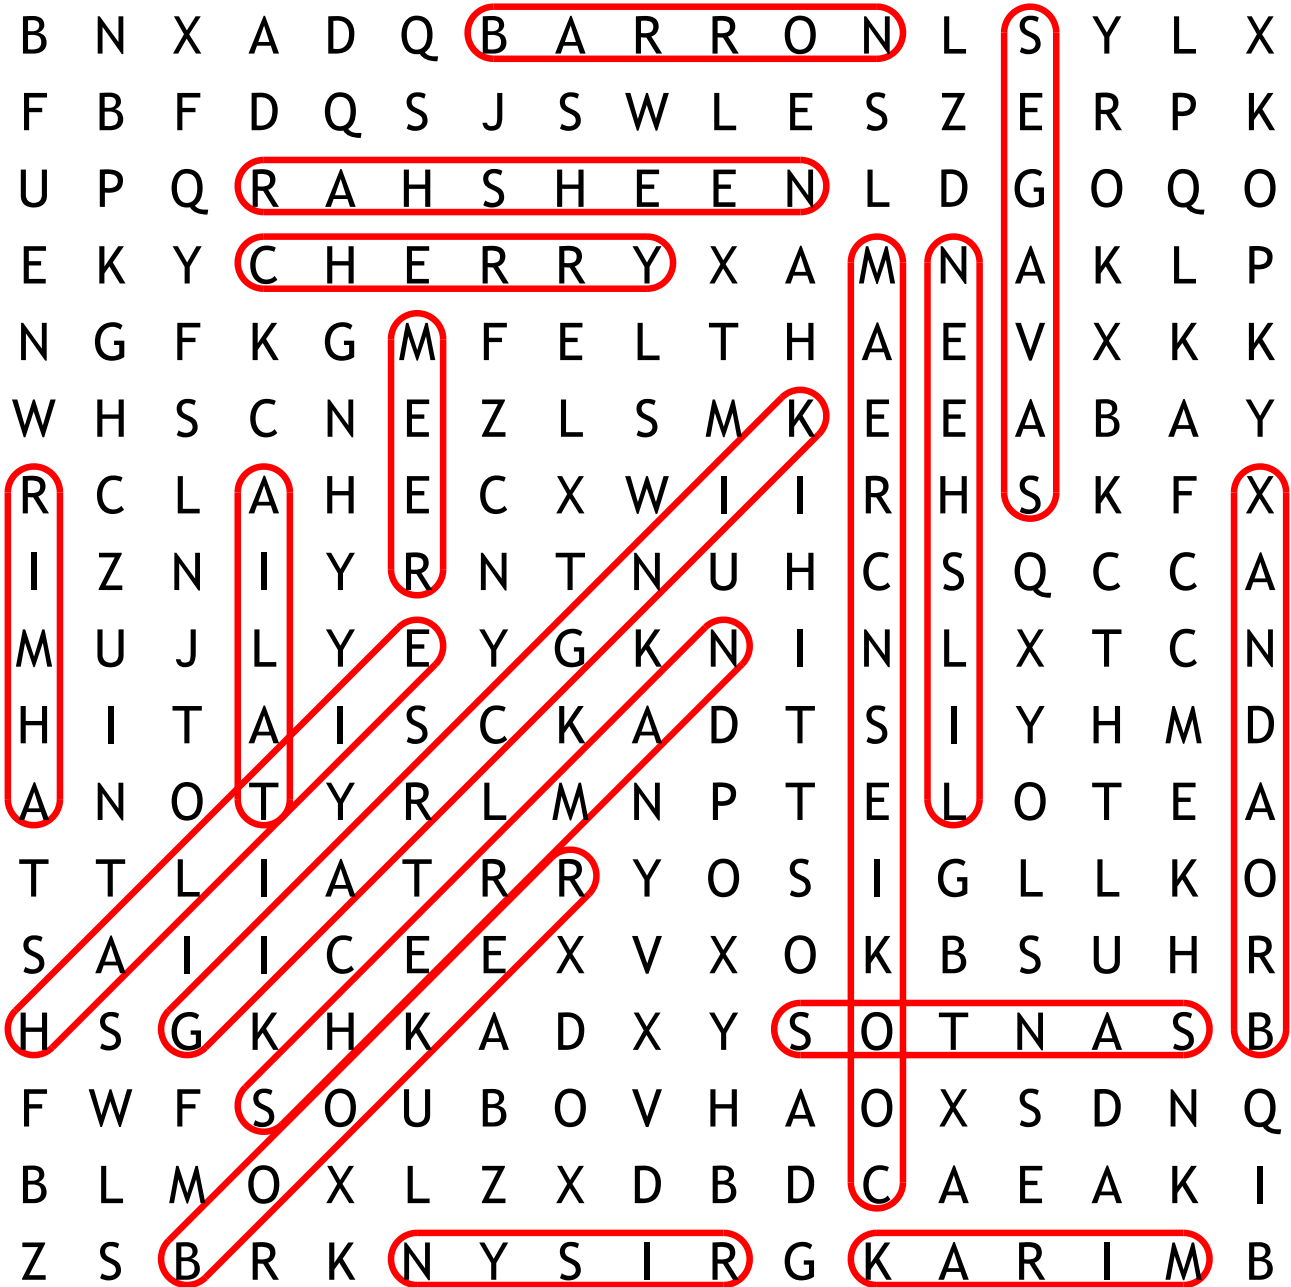 B N X A D Q B A R R O N L S Y L X
F B F D Q S J S W L E S Z E R P K
U P Q R A H S H E E N L D G O Q O
E K Y C H E R R Y X A M N A K L P
N G F K G M F E L T H A E V X K K
W H S C N E Z L S M K E E A B A Y
R C L A H E C X W I I R H S K F X
I Z N I Y R N T N U H C S Q C C A
M U J L Y E Y G K N I N L X T C N
H I T A I S C K A D T S I Y H M D
A N O T Y R L M N P T E L O T E A
T T L I A T R R Y O S I G L L K O
S A I I C E E X V X O K B S U H R
H S G K H K A D X Y S O T N A S B
F W F S O U B O V H A O X S D N Q
B L M O X L Z X D B D C A E A K I
Z S B R K N Y S I R G K A R I M B